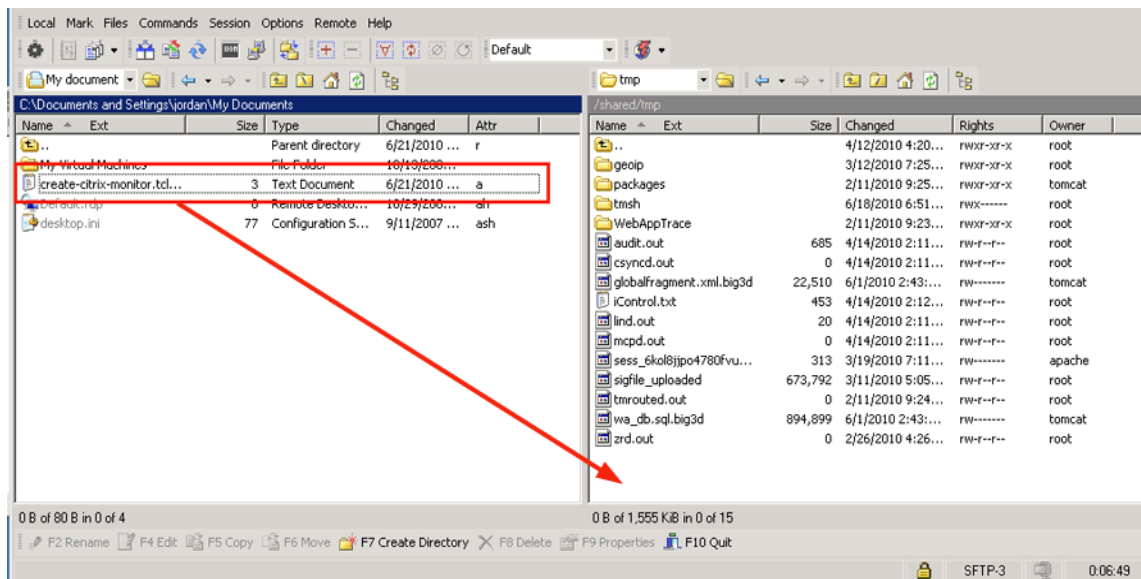 Local Mark Files Commands Session Options Remote Help
Default
My document tmp
C:\Documents and Settings\jordan\My Documents /shared/tmp
Name Ext Size Type Changed Attr Name Ext Size Changed Rights Owner
.. Parent directory 6/21/2010 ... r .. 4/12/2010 4:20... rwxr-xr-x root
My Virtual Machines File Folder 10/19/200... geoip 3/12/2010 7:25... rwxr-xr-x root
create-citrix-monitor.tcl... 3 Text Document 6/21/2010 ... a packages 2/11/2010 9:25... rwxr-xr-x tomcat
Default.rdp 0 Remote Deskto... 10/29/200... ah tmsh 6/18/2010 6:51... rwx------ root
desktop.ini 77 Configuration S... 9/11/2007 ... ash WebAppTrace 2/11/2010 9:23... rwxr-xr-x root
audit.out 685 4/14/2010 2:11... rw-r--r-- root
csyncd.out 0 4/14/2010 2:11... rw-r--r-- root
globalfragment.xml.big3d 22,510 6/1/2010 2:43:... rw------- tomcat
iControl.txt 453 4/14/2010 2:12... rw-r--r-- root
lind.out 20 4/14/2010 2:11... rw-r--r-- root
mcpd.out 0 4/14/2010 2:11... rw-r--r-- root
sess_6kol8jjpo4780fvu... 313 3/19/2010 7:11... rw------- apache
sigfile_uploaded 673,792 3/11/2010 5:05... rw-r--r-- root
tmrouted.out 0 2/11/2010 9:24... rw-r--r-- root
wa_db.sql.big3d 894,899 6/1/2010 2:43:... rw------- tomcat
zrd.out 0 2/26/2010 4:26... rw-r--r-- root
0 B of 80 B in 0 of 4 0 B of 1,555 KiB in 0 of 15
F2 Rename F4 Edit F5 Copy F6 Move F7 Create Directory F8 Delete F9 Properties F10 Quit
SFTP-3 0:06:49